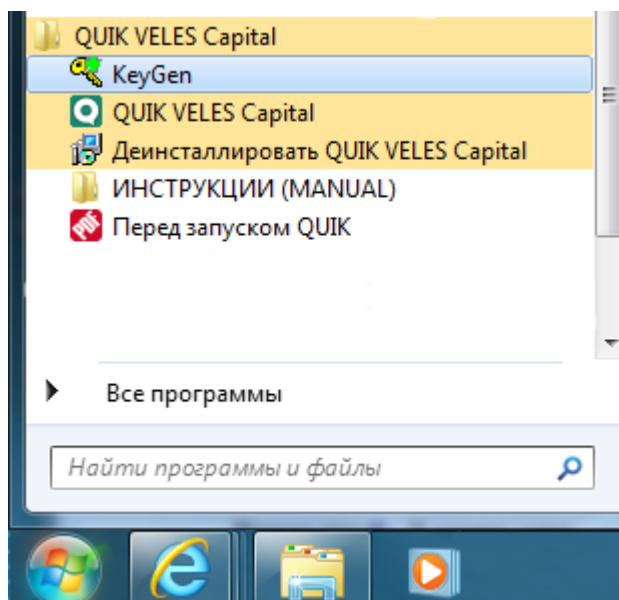 QUIK VELES Capital
KeyGen
QUIK VELES Capital
Деинсталлировать QUIK VELES Capital
ИНСТРУКЦИИ (MANUAL)
PDF
Перед запуском QUIK
Все программы
Найти программы и файлы